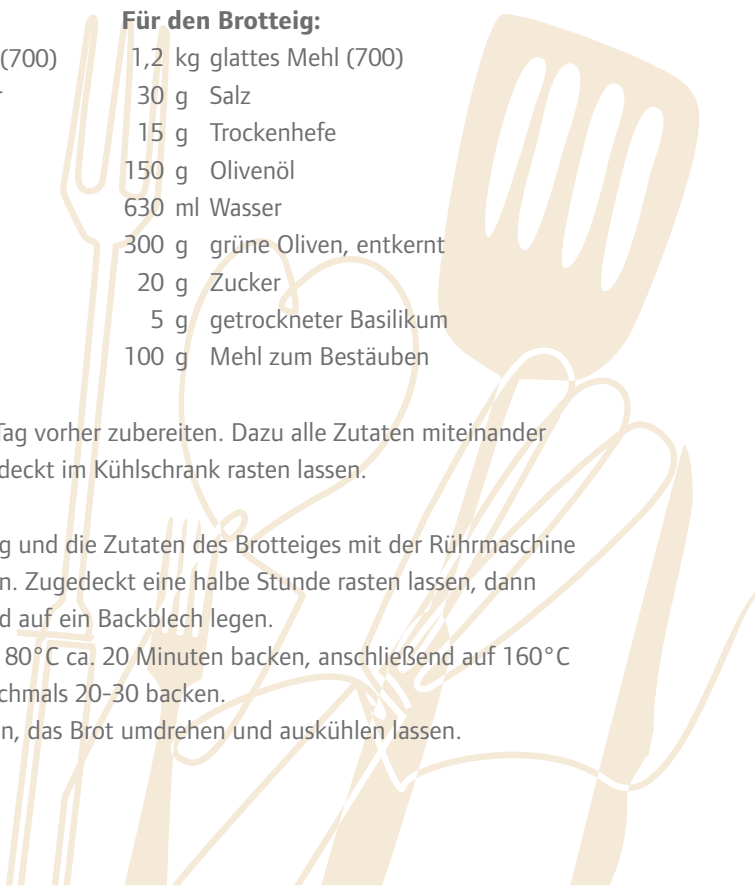 Für den Brotteig:
(700)
1,2 kg glattes Mehl (700)
30 g Salz
15 g Trockenhefe
150 g Olivenöl
630 ml Wasser
300 g grüne Oliven, entkernt
20 g Zucker
5 g getrockneter Basilikum
100 g Mehl zum Bestäuben
Tag vorher zubereiten. Dazu alle Zutaten miteinander
deckt im Kühlschrank rasten lassen.
g und die Zutaten des Brotteiges mit der Rührmaschine
n. Zugedeckt eine halbe Stunde rasten lassen, dann
d auf ein Backblech legen.
80°C ca. 20 Minuten backen, anschließend auf 160°C
chmals 20-30 backen.
n, das Brot umdrehen und auskühlen lassen.